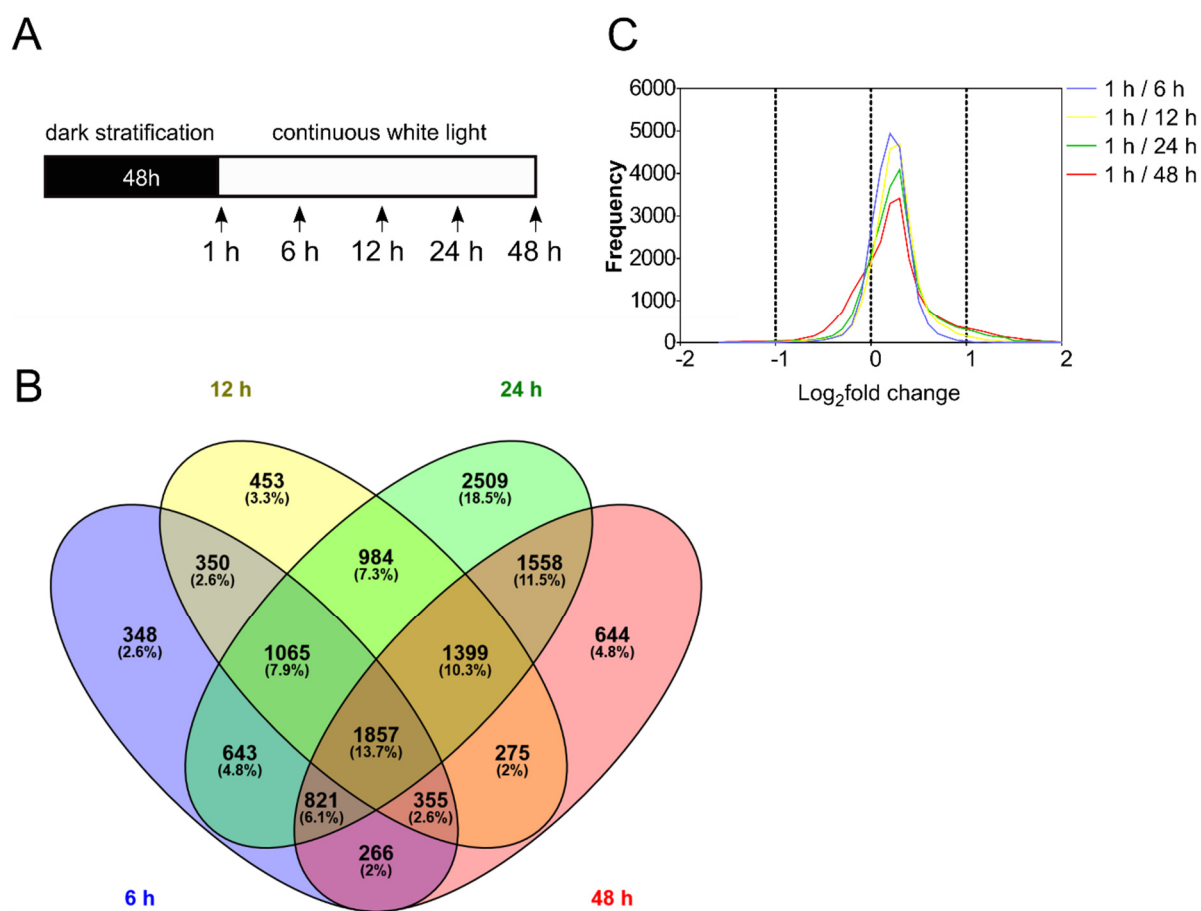 A
dark stratification continuous white light
48h
1 h 6 h 12 h 24 h 48 h
C
6000
5000
4000
3000
2000
1000
0
Frequency
-2 -1 0 1 2
Log2fold change
1 h / 6 h
1 h / 12 h
1 h / 24 h
1 h / 48 h
B
12 h 24 h
453
(3.3%)
2509
(18.5%)
350
(2.6%)
984
(7.3%)
1558
(11.5%)
348
(2.6%)
1065
(7.9%)
1399
(10.3%)
644
(4.8%)
643
(4.8%)
1857
(13.7%)
275
(2%)
821
(6.1%)
355
(2.6%)
266
(2%)
6 h 48 h